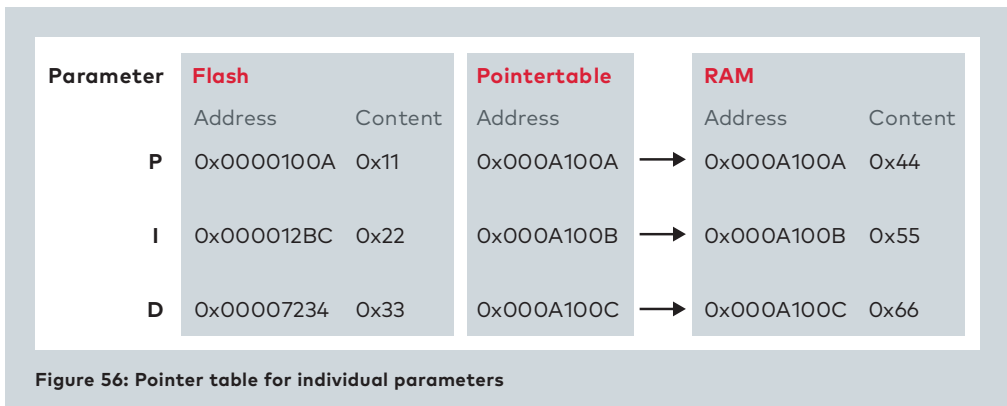 Parameter Flash Pointertable RAM
Address Content Address Address Content
P 0x0000100A 0x11 0x000A100A 0x000A100A 0x44
I 0x000012BC 0x22 0x000A100B 0x000A100B 0x55
D 0x00007234 0x33 0x000A100C 0x000A100C 0x66
Figure 56: Pointer table for individual parameters